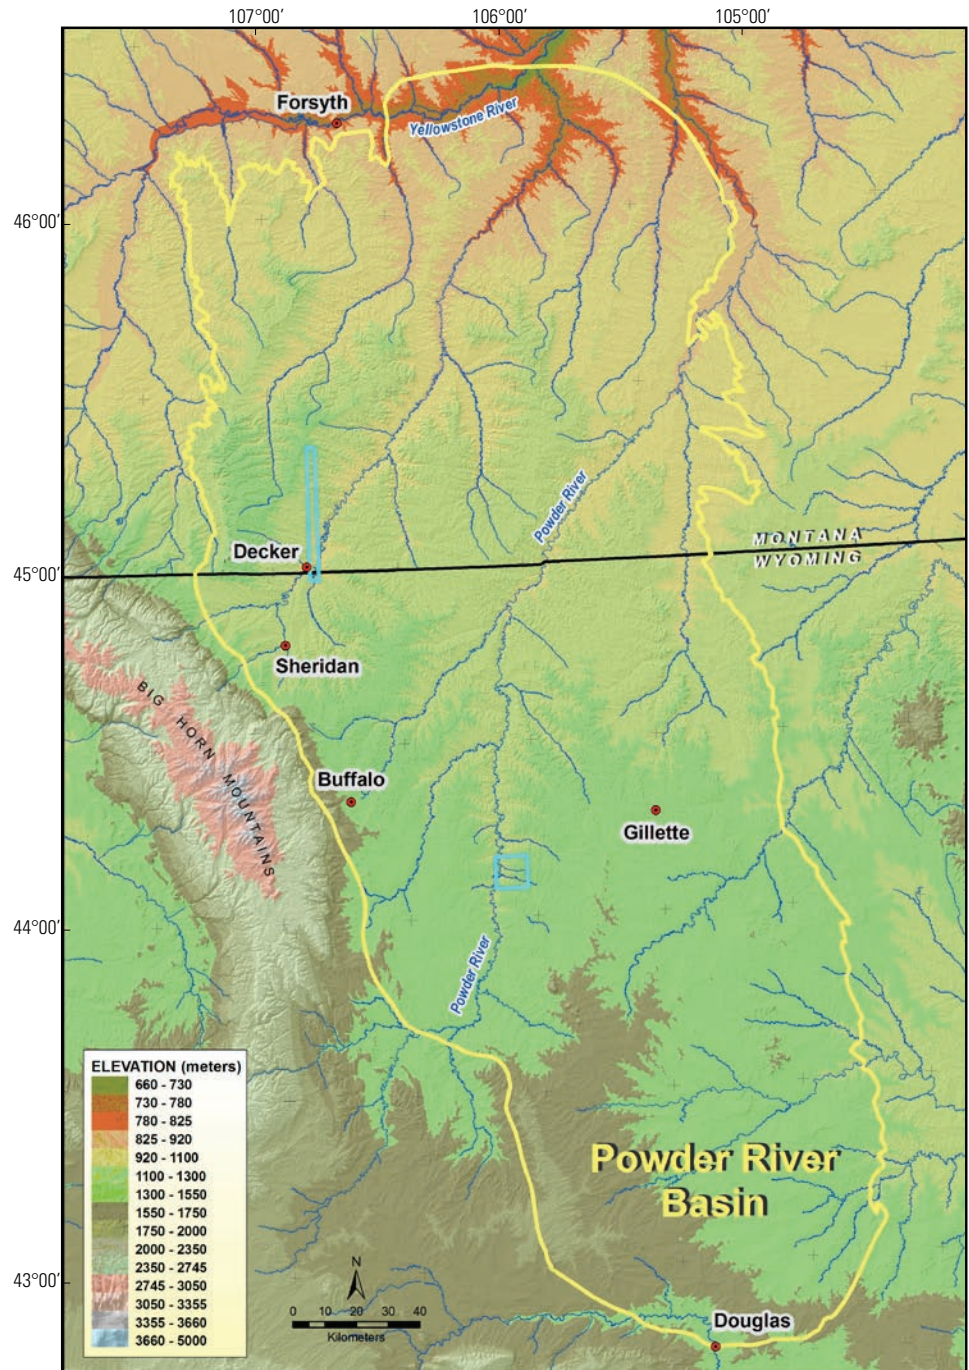 107°00′ 106°00′ 105°00′
Forsyth
Yellowstone River
46°00′
Powder River
MONTANA
WYOMING
Decker
45°00′
Sheridan
BIG HORN MOUNTAINS
Buffalo
Gillette
44°00′
Powder River
ELEVATION (meters)
660 - 730
730 - 780
780 - 825
825 - 920
920 - 1100
1100 - 1300
1300 - 1550
1550 - 1750
1750 - 2000
2000 - 2350
2350 - 2745
2745 - 3050
3050 - 3355
3355 - 3660
3660 - 5000
Powder River
Basin
43°00′
N
0 10 20 30 40
Kilometers
Douglas